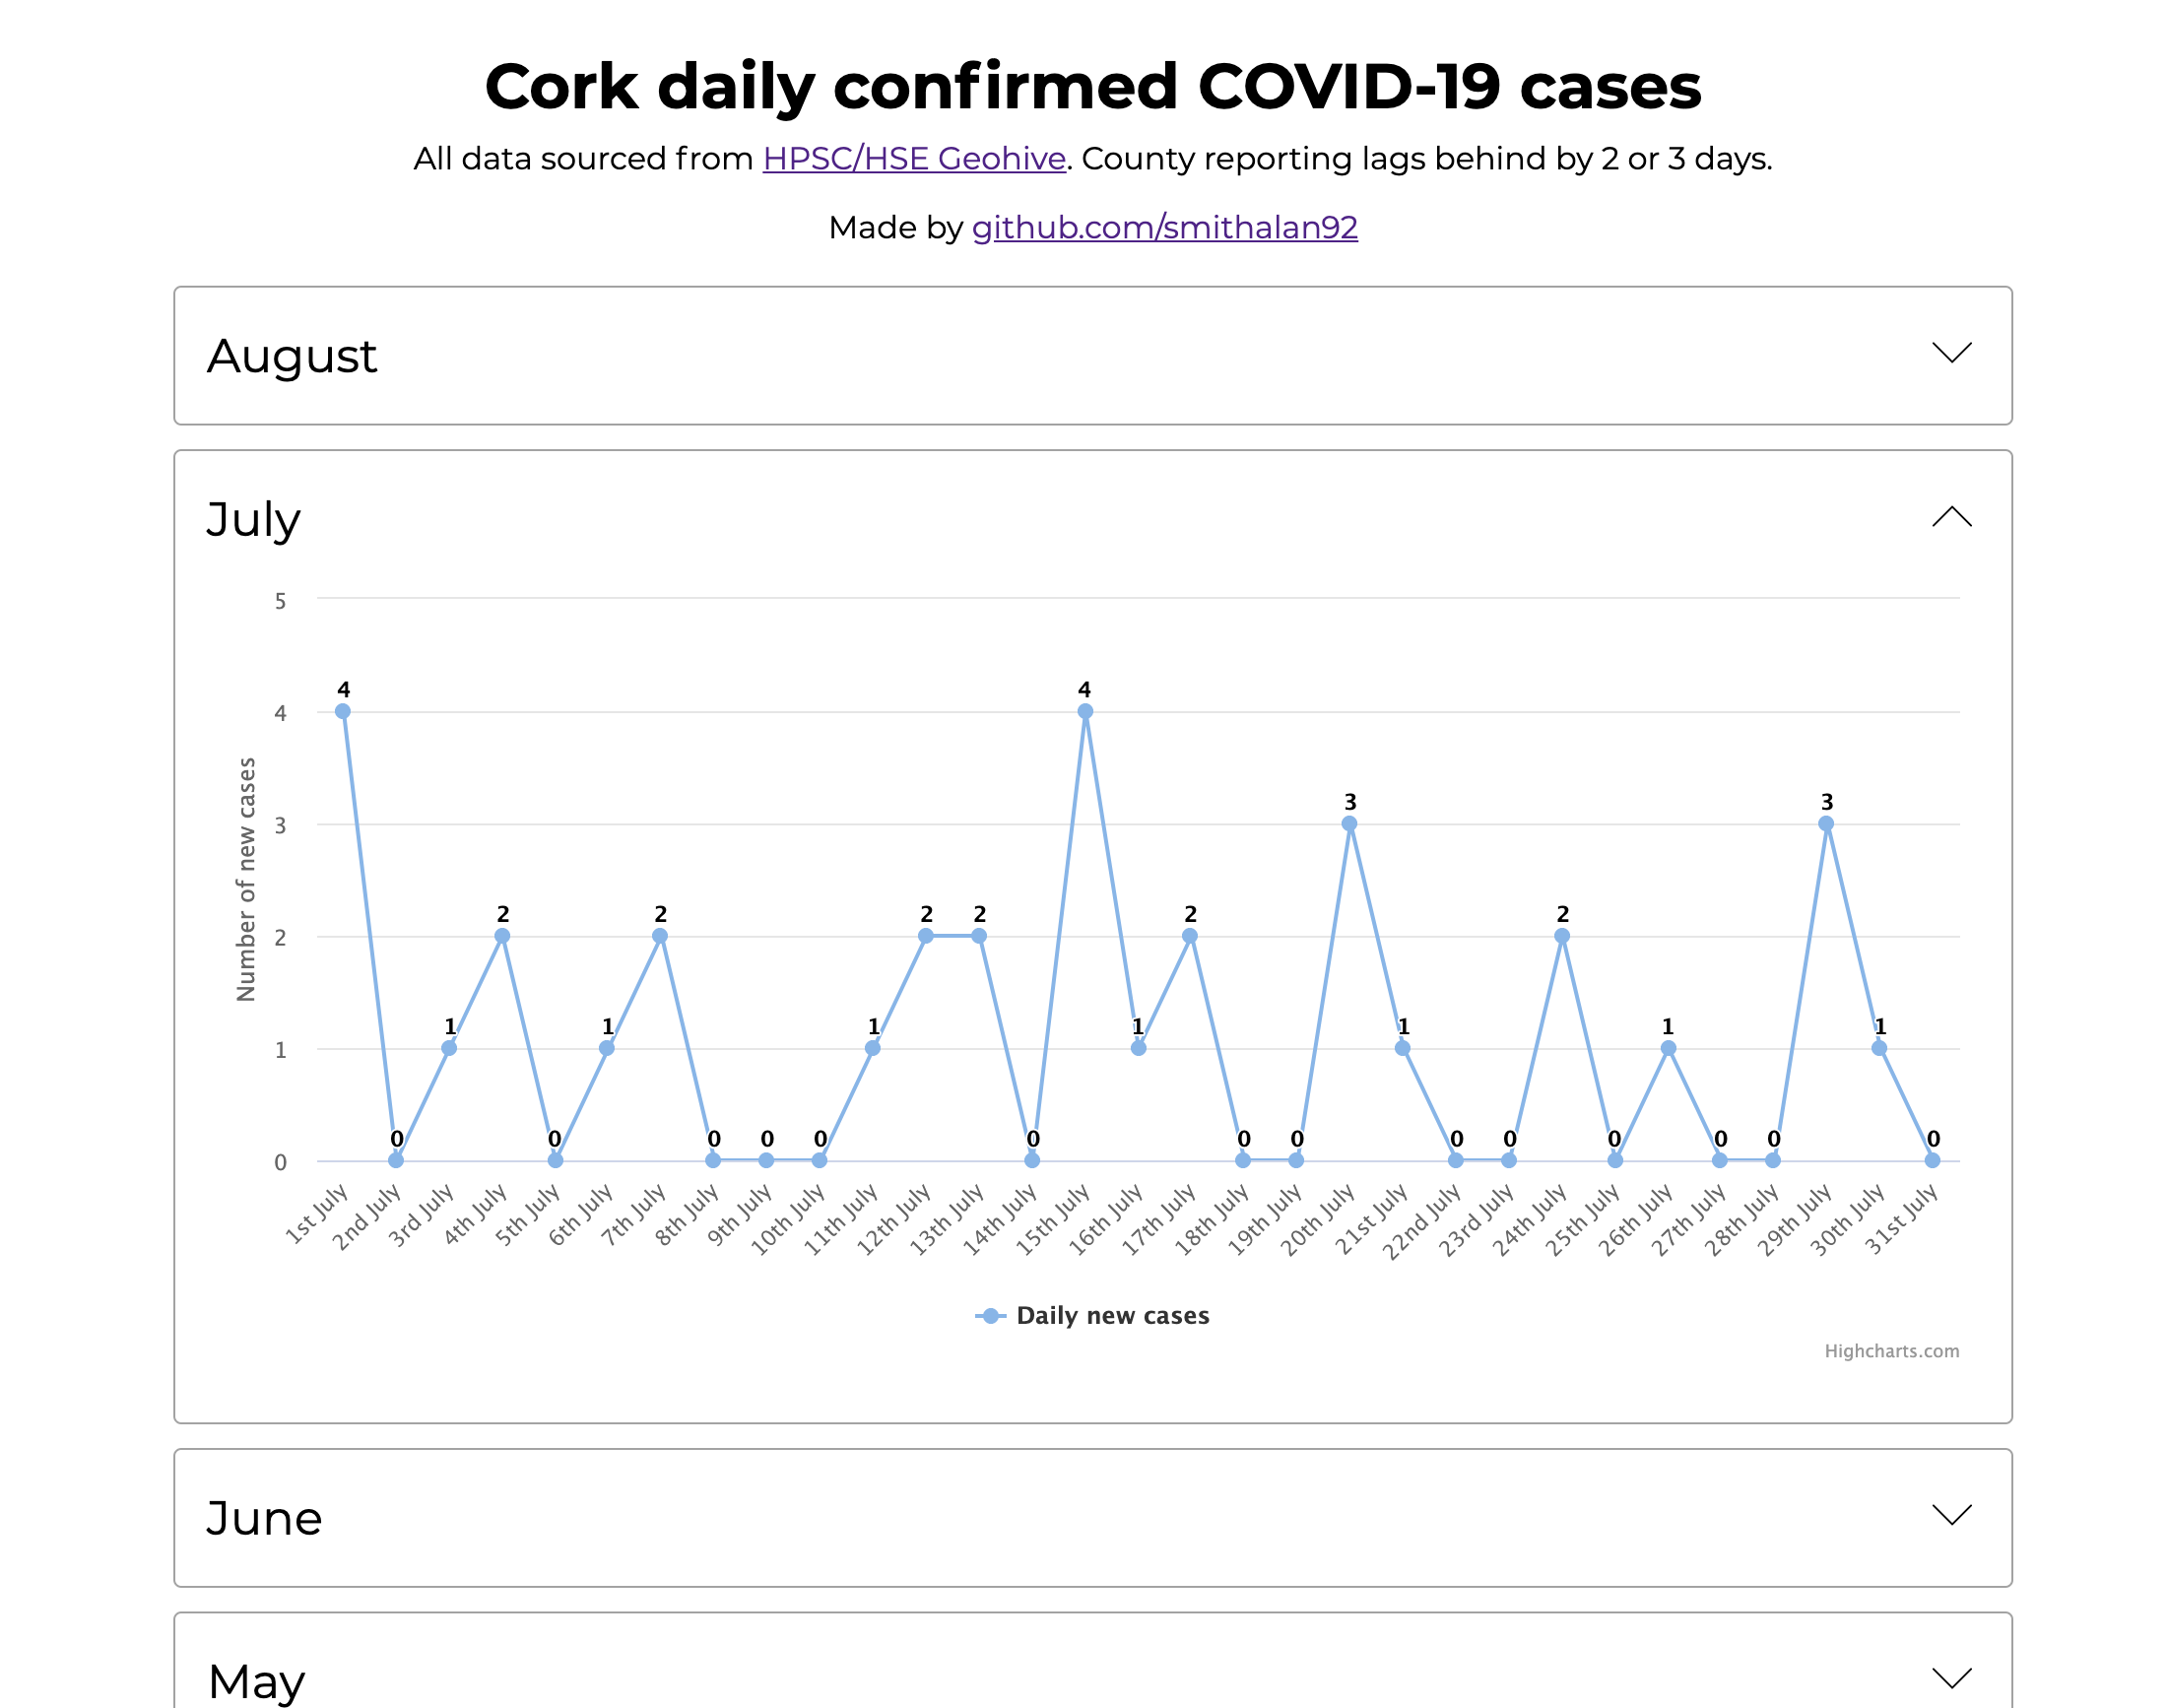 Cork daily confirmed COVID-19 cases
All data sourced from HPSC/HSE Geohive. County reporting lags behind by 2 or 3 days.
Made by github.com/smithalan92
August
July
5
4
3
2
1
0
Number of new cases
4
0
1
2
0
1
2
0
0
0
1
2
2
0
4
1
2
0
0
3
1
0
0
2
0
1
0
0
3
1
0
1st July
2nd July
3rd July
4th July
5th July
6th July
7th July
8th July
9th July
10th July
11th July
12th July
13th July
14th July
15th July
16th July
17th July
18th July
19th July
20th July
21st July
22nd July
23rd July
24th July
25th July
26th July
27th July
28th July
29th July
30th July
31st July
Daily new cases
Highcharts.com
June
May